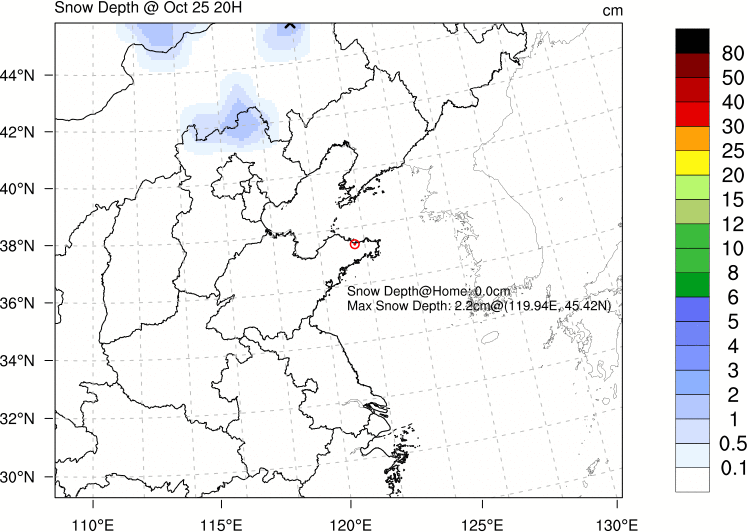 Snow Depth @ Oct 25 20H
cm
44°N
42°N
40°N
38°N
36°N
34°N
32°N
30°N
110°E
115°E
120°E
125°E
130°E
Snow Depth@Home: 0.0cm
Max Snow Depth: 2.2cm@(119.94E, 45.42N)
80
50
40
30
25
20
15
12
10
8
6
5
4
3
2
1
0.5
0.1